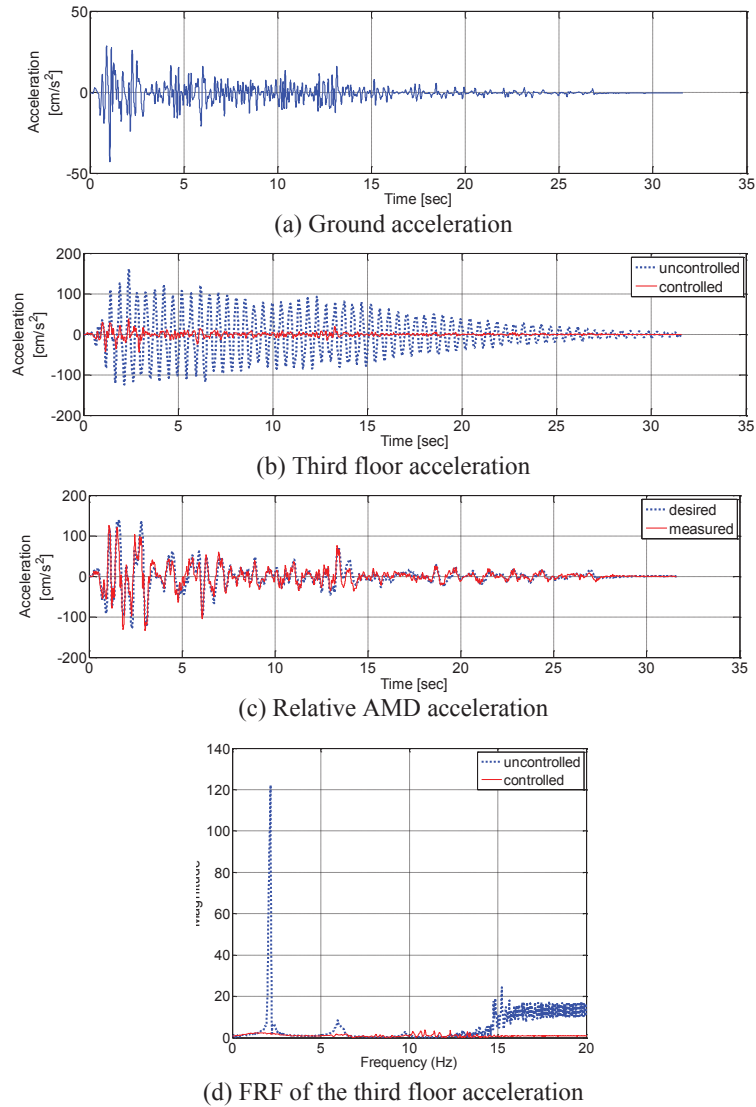 50
0
-50
Acceleration
[cm/s²]
0 5 10 15 20 25 30 35
Time [sec]
(a) Ground acceleration
200
100
0
-100
-200
Acceleration
[cm/s²]
uncontrolled
controlled
0 5 10 15 20 25 30 35
Time [sec]
(b) Third floor acceleration
200
100
0
-100
-200
Acceleration
[cm/s²]
desired
measured
0 5 10 15 20 25 30 35
Time [sec]
(c) Relative AMD acceleration
140
120
100
80
60
40
20
0
Magnitude
uncontrolled
controlled
0 5 10 15 20
Frequency (Hz)
(d) FRF of the third floor acceleration